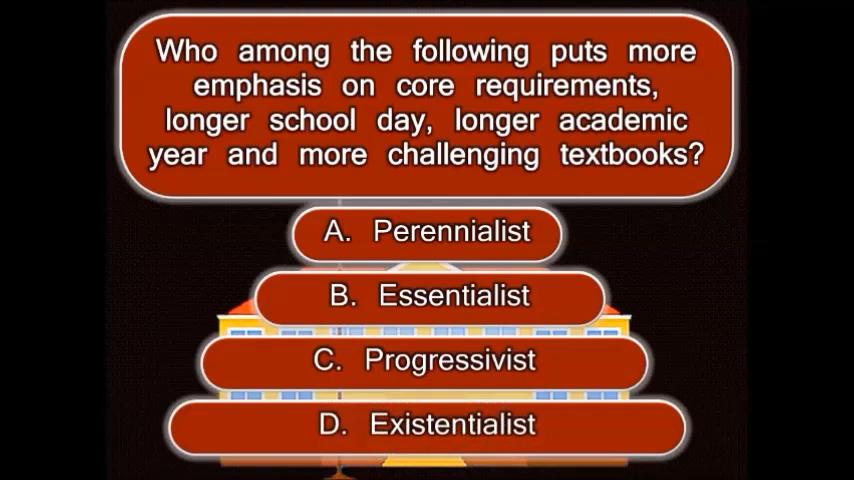 Who among the following puts more
emphasis on core requirements,
longer school day, longer academic
year and more challenging textbooks?
A. Perennialist
B. Essentialist
C. Progressivist
D. Existentialist